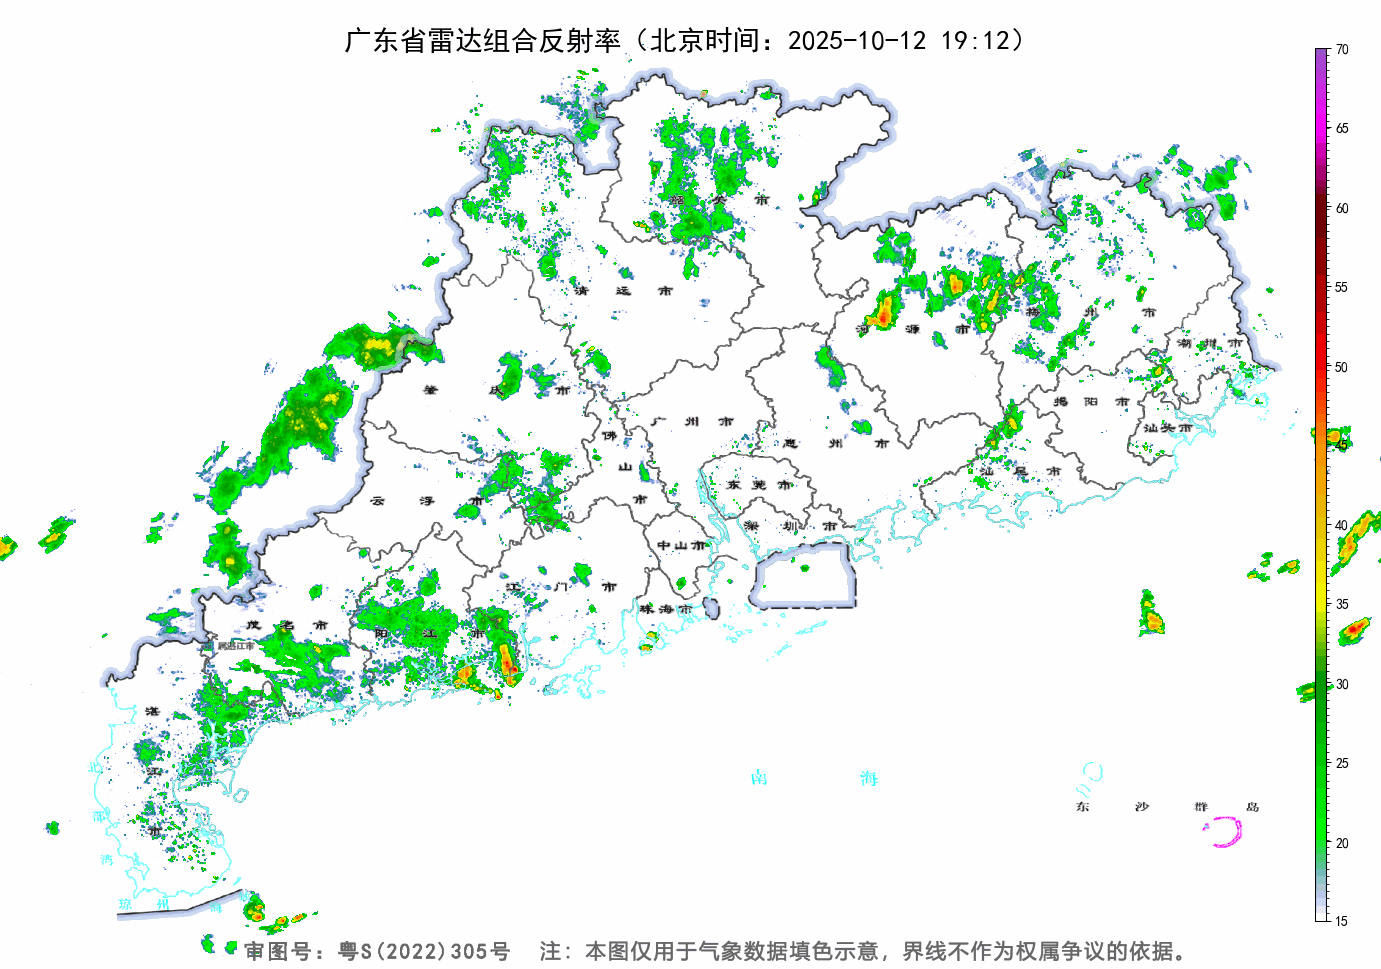 广东省雷达组合反射率（北京时间：2025-10-12 19:12）
70
65
60
55
50
45
40
35
30
25
20
15
韶关市
清远市
河源市
梅州市
潮州市
肇庆市
广州市
佛山市
惠州市
揭阳市
汕头市
汕尾市
云浮市
东莞市
深圳市
中山市
江门市
珠海市
茂名市
属湛江市
阳江市
湛江市
南海
东沙群岛
北部湾
琼州海峡
审图号：粤S(2022)305号 注：本图仅用于气象数据填色示意，界线不作为权属争议的依据。